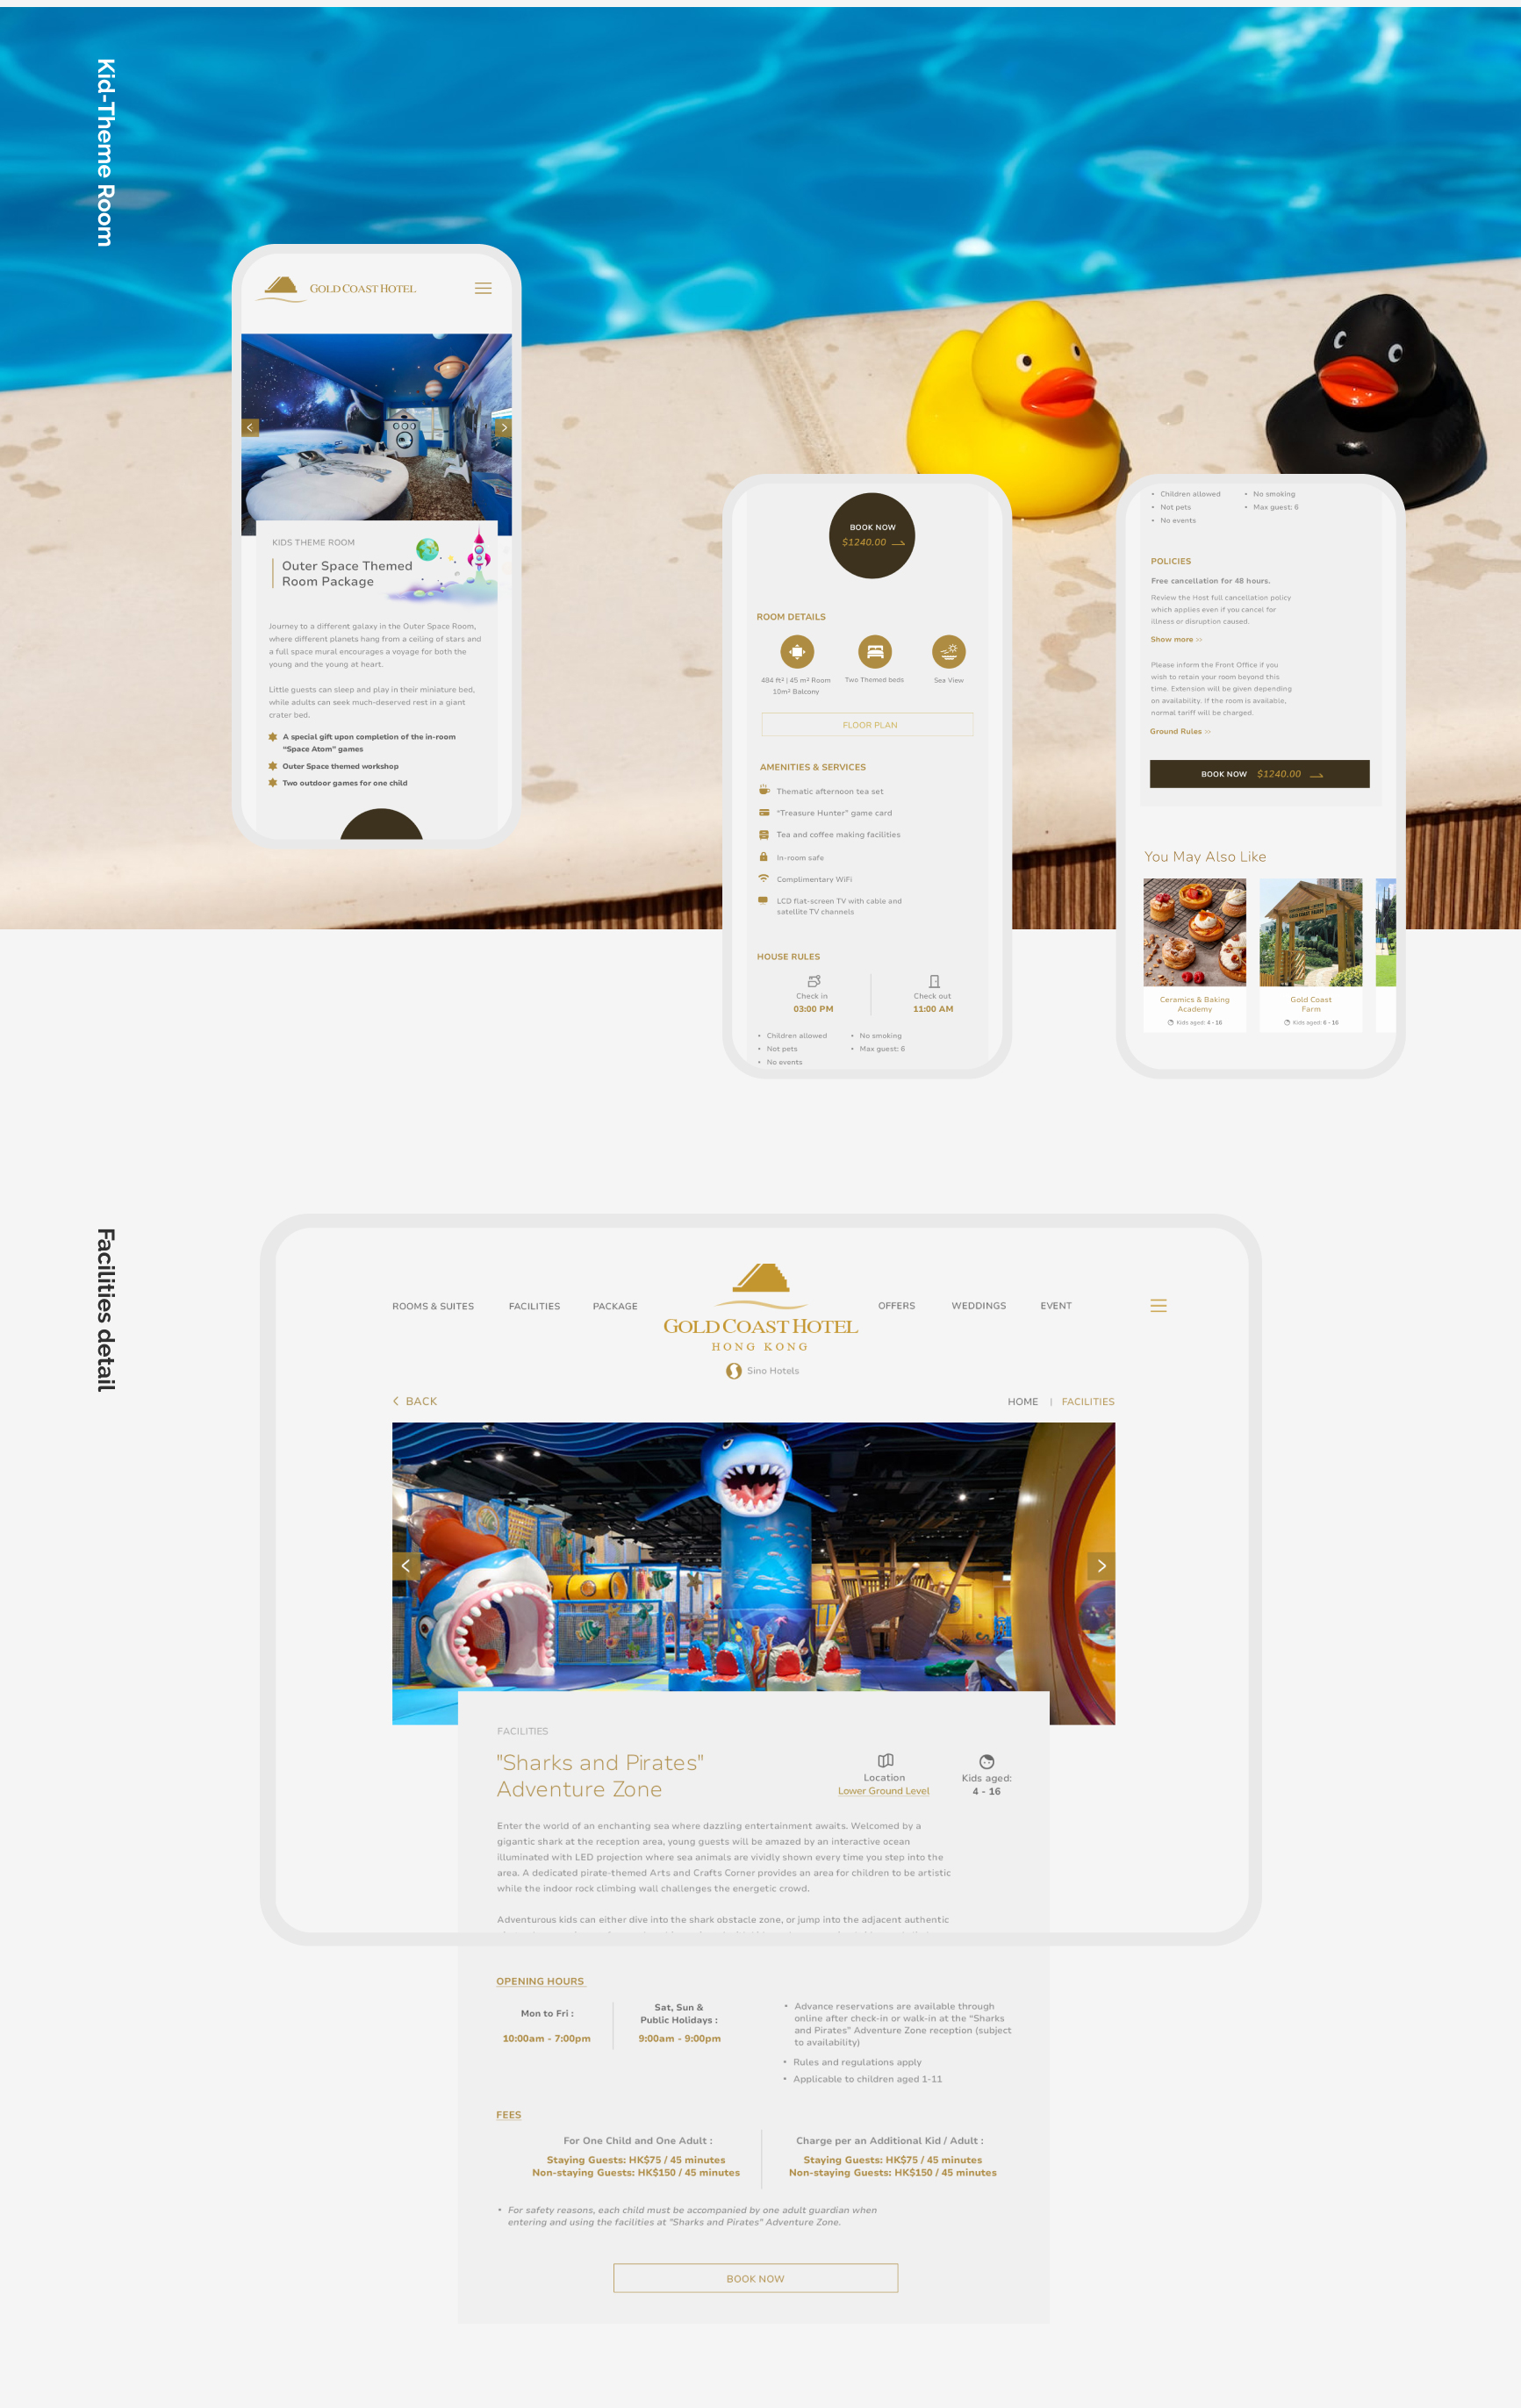 Kid-Theme Room
GOLD COAST HOTEL
KIDS THEME ROOM
Outer Space Themed
Room Package
Journey to a different galaxy in the Outer Space Room,
where different planets hang from a ceiling of stars and
a full space mural encourages a voyage for both the
young and the young at heart.
Little guests can sleep and play in their miniature bed,
while adults can seek much-deserved rest in a giant
crater bed.
A special gift upon completion of the in-room
“Space Atom” games
Outer Space themed workshop
Two outdoor games for one child
BOOK NOW
$1240.00
ROOM DETAILS
484 ft² | 45 m² Room
10m² Balcony
Two Themed beds
Sea View
FLOOR PLAN
AMENITIES & SERVICES
Thematic afternoon tea set
“Treasure Hunter” game card
Tea and coffee making facilities
In-room safe
Complimentary WiFi
LCD flat-screen TV with cable and
satellite TV channels
HOUSE RULES
Check in
03:00 PM
Check out
11:00 AM
• Children allowed
• Not pets
• No events
• No smoking
• Max guest: 6
• Children allowed
• Not pets
• No events
• No smoking
• Max guest: 6
POLICIES
Free cancellation for 48 hours.
Review the Host full cancellation policy
which applies even if you cancel for
illness or disruption caused.
Show more >>
Please inform the Front Office if you
wish to retain your room beyond this
time. Extension will be given depending
on availability. If the room is available,
normal tariff will be charged.
Ground Rules >>
BOOK NOW $1240.00
You May Also Like
Ceramics & Baking
Academy
Kids aged: 4 - 16
Gold Coast
Farm
Kids aged: 6 - 16
Facilities detail
ROOMS & SUITES
FACILITIES
PACKAGE
GOLD COAST HOTEL
HONG KONG
Sino Hotels
OFFERS
WEDDINGS
EVENT
< BACK
HOME | FACILITIES
FACILITIES
"Sharks and Pirates"
Adventure Zone
Location
Lower Ground Level
Kids aged:
4 - 16
Enter the world of an enchanting sea where dazzling entertainment awaits. Welcomed by a
gigantic shark at the reception area, young guests will be amazed by an interactive ocean
illuminated with LED projection where sea animals are vividly shown every time you step into the
area. A dedicated pirate-themed Arts and Crafts Corner provides an area for children to be artistic
while the indoor rock climbing wall challenges the energetic crowd.
Adventurous kids can either dive into the shark obstacle zone, or jump into the adjacent authentic
OPENING HOURS
Mon to Fri :
10:00am - 7:00pm
Sat, Sun &
Public Holidays :
9:00am - 9:00pm
• Advance reservations are available through
online after check-in or walk-in at the “Sharks
and Pirates” Adventure Zone reception (subject
to availability)
• Rules and regulations apply
• Applicable to children aged 1-11
FEES
For One Child and One Adult :
Staying Guests: HK$75 / 45 minutes
Non-staying Guests: HK$150 / 45 minutes
Charge per an Additional Kid / Adult :
Staying Guests: HK$75 / 45 minutes
Non-staying Guests: HK$150 / 45 minutes
• For safety reasons, each child must be accompanied by one adult guardian when
entering and using the facilities at "Sharks and Pirates" Adventure Zone.
BOOK NOW